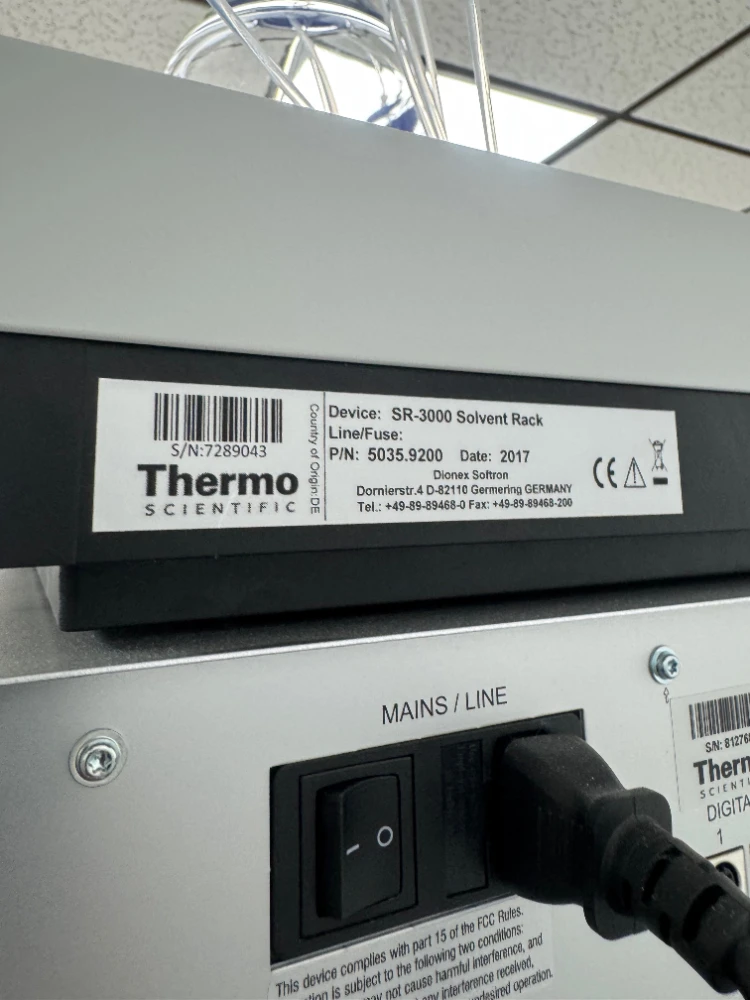 S/N:7289043
Thermo
SCIENTIFIC
Country of Origin:DE
Device: SR-3000 Solvent Rack
Line/Fuse:
P/N: 5035.9200 Date: 2017
Dionex Softron
Dornierstr.4 D-82110 Germering GERMANY
Tel.: +49-89-89468-0 Fax: +49-89-89468-200
CE
MAINS / LINE
This device complies with part 15 of the FCC Rules.
is subject to the following two conditions:
not cause harmful interference, and
any interference received,
undesired operation.
S/N: 81276
Therm
SCIENT
DIGITA
1